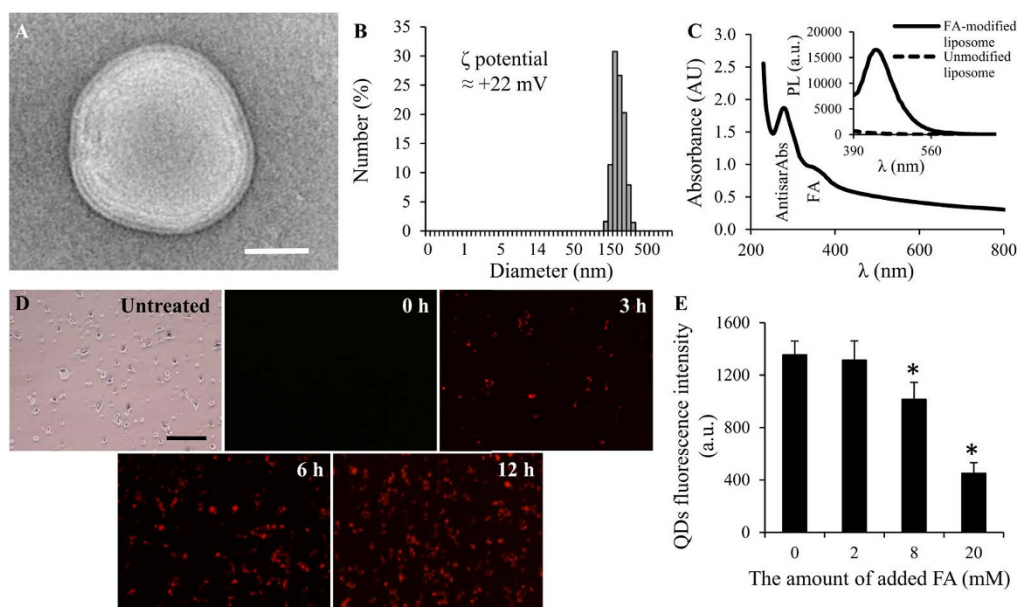 A
B
ζ potential
≈ +22 mV
Number (%)
35
30
25
20
15
10
5
0
0 1 5 14 50 150 500
Diameter (nm)
C
FA-modified
liposome
Unmodified
liposome
PL (a.u.)
20000
15000
10000
5000
0
390 560
λ (nm)
Absorbance (AU)
3.0
2.5
2.0
1.5
1.0
0.5
0.0
AntisarAbs
FA
200 400 600 800
λ (nm)
D
Untreated
0 h
3 h
6 h
12 h
E
QDs fluorescence intensity
(a.u.)
1600
1200
800
400
0
*
*
0 2 8 20
The amount of added FA (mM)